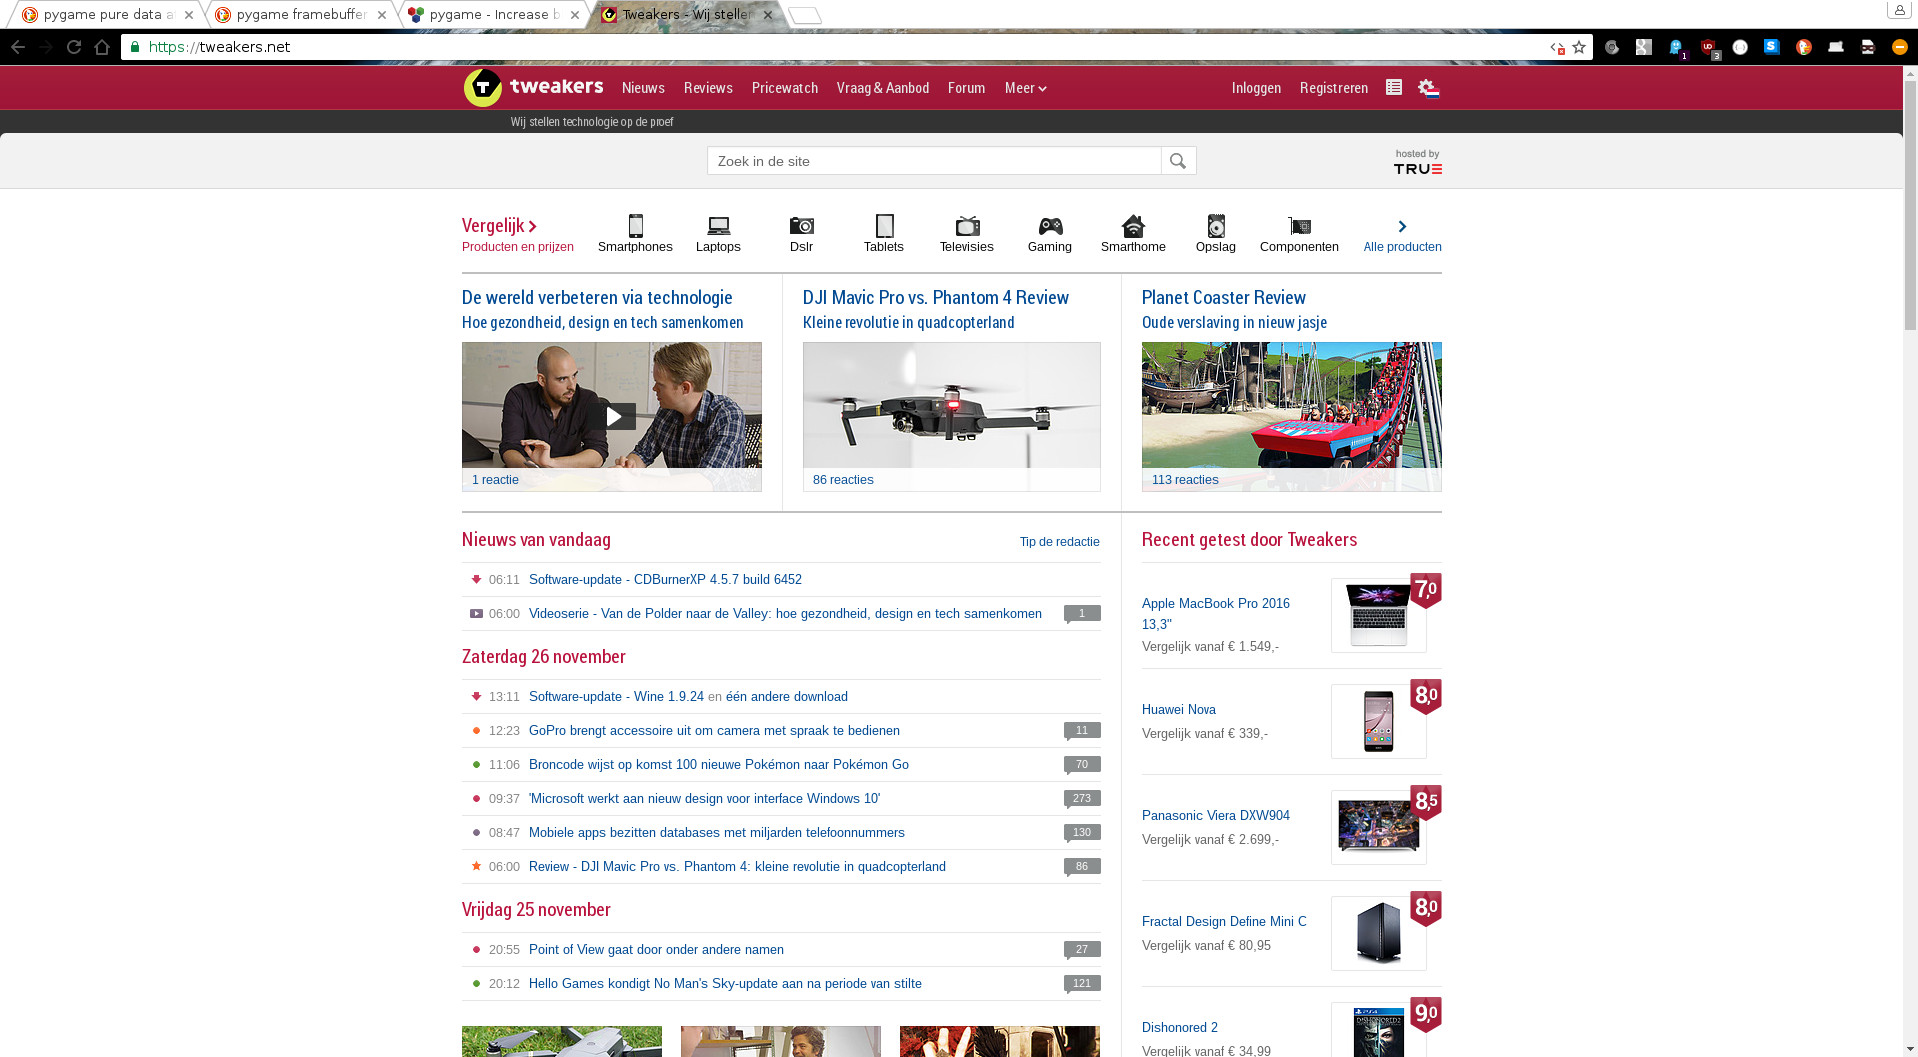 pygame pure data a
pygame framebuffer
pygame - Increase b
Tweakers - Wij stellen
https://tweakers.net
1
3
tweakers
Nieuws
Reviews
Pricewatch
Vraag & Aanbod
Forum
Meer
Inloggen
Registreren
Wij stellen technologie op de proef
Zoek in de site
hosted by
TRUE
Vergelijk
Producten en prijzen
Smartphones
Laptops
Dslr
Tablets
Televisies
Gaming
Smarthome
Opslag
Componenten
Alle producten
De wereld verbeteren via technologie
Hoe gezondheid, design en tech samenkomen
1 reactie
DJI Mavic Pro vs. Phantom 4 Review
Kleine revolutie in quadcopterland
86 reacties
Planet Coaster Review
Oude verslaving in nieuw jasje
113 reacties
Nieuws van vandaag
Tip de redactie
06:11 Software-update - CDBurnerXP 4.5.7 build 6452
06:00 Videoserie - Van de Polder naar de Valley: hoe gezondheid, design en tech samenkomen 1
Zaterdag 26 november
13:11 Software-update - Wine 1.9.24 en één andere download
12:23 GoPro brengt accessoire uit om camera met spraak te bedienen 11
11:06 Broncode wijst op komst 100 nieuwe Pokémon naar Pokémon Go 70
09:37 'Microsoft werkt aan nieuw design voor interface Windows 10' 273
08:47 Mobiele apps bezitten databases met miljarden telefoonnummers 130
06:00 Review - DJI Mavic Pro vs. Phantom 4: kleine revolutie in quadcopterland 86
Vrijdag 25 november
20:55 Point of View gaat door onder andere namen 27
20:12 Hello Games kondigt No Man's Sky-update aan na periode van stilte 121
Recent getest door Tweakers
Apple MacBook Pro 2016
13,3"
Vergelijk vanaf € 1.549,-
7,0
Huawei Nova
Vergelijk vanaf € 339,-
8,0
Panasonic Viera DXW904
Vergelijk vanaf € 2.699,-
8,5
Fractal Design Define Mini C
Vergelijk vanaf € 80,95
8,0
Dishonored 2
Vergelijk vanaf € 34,99
9,0
PS4
DISHONORED 2